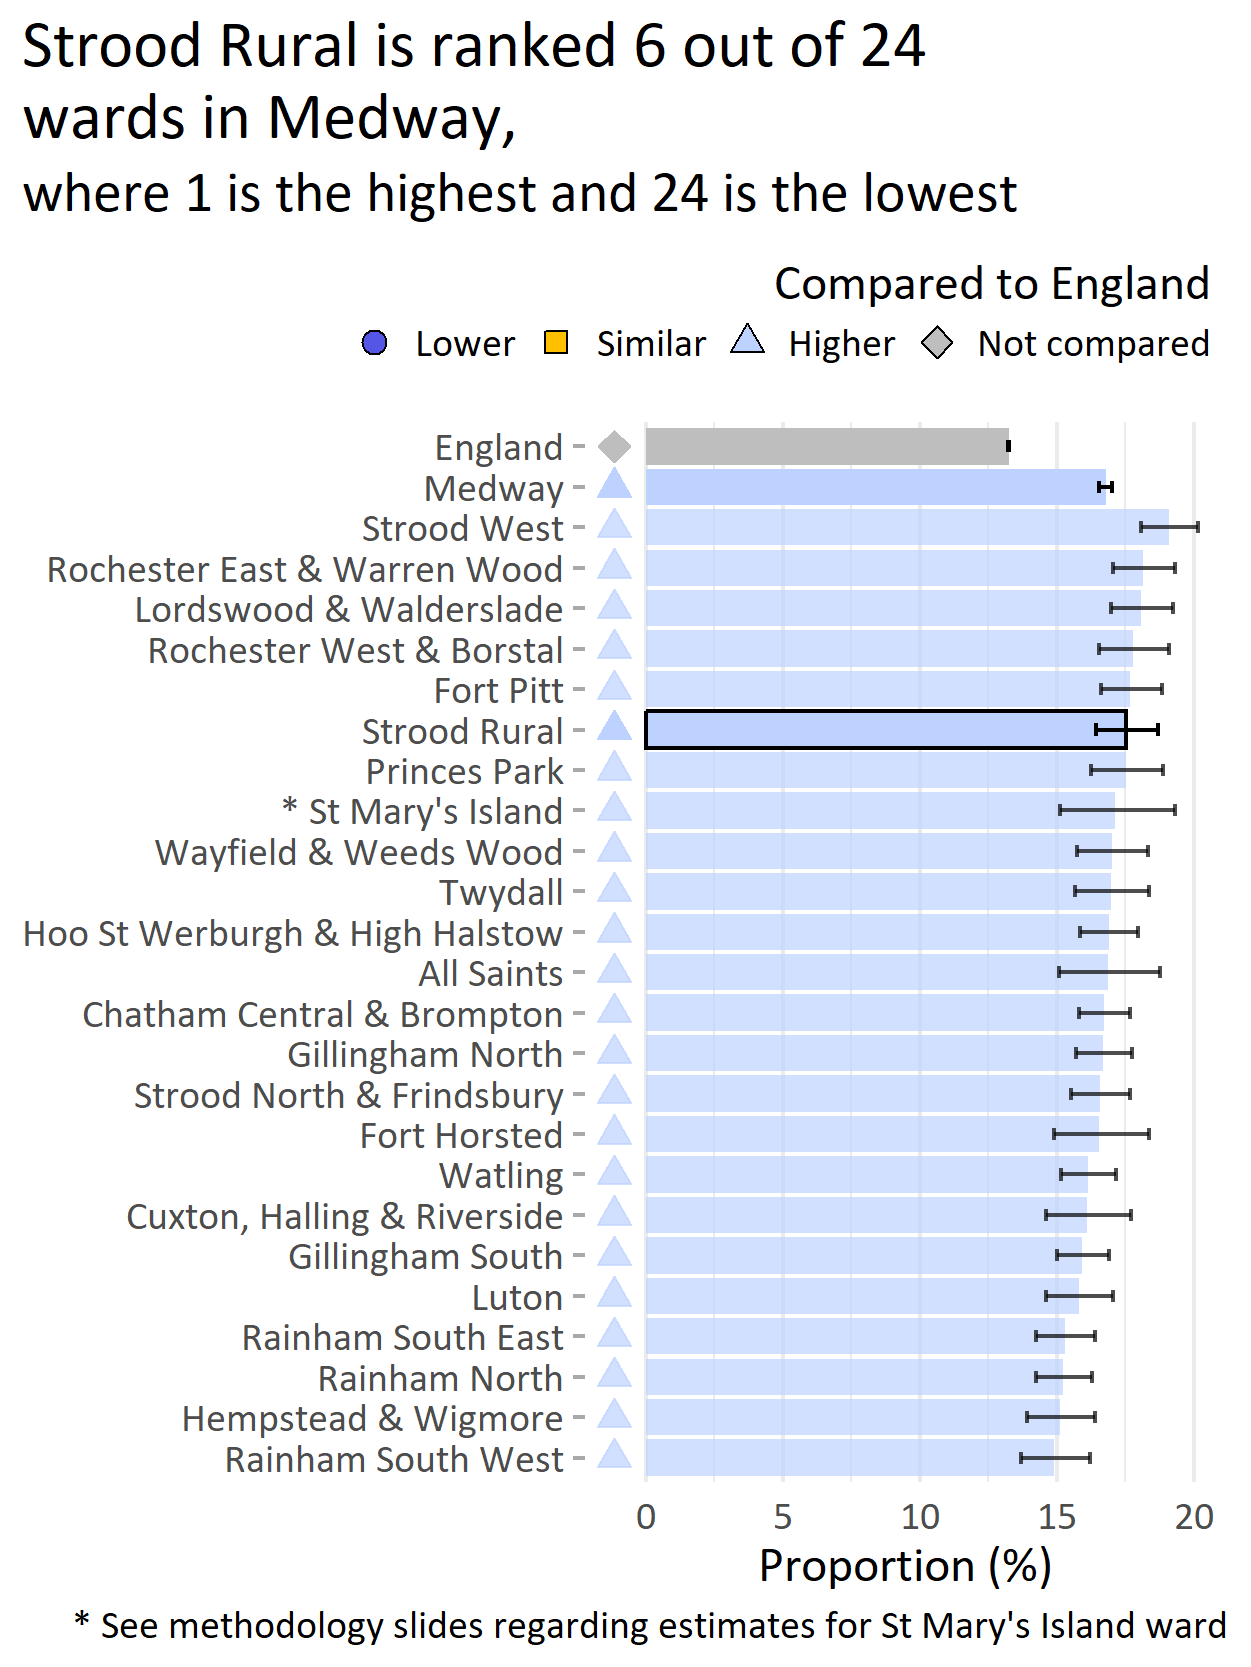 Strood Rural is ranked 6 out of 24
wards in Medway,
where 1 is the highest and 24 is the lowest
Compared to England
Lower Similar Higher Not compared
England
Medway
Strood West
Rochester East & Warren Wood
Lordswood & Walderslade
Rochester West & Borstal
Fort Pitt
Strood Rural
Princes Park
* St Mary's Island
Wayfield & Weeds Wood
Twydall
Hoo St Werburgh & High Halstow
All Saints
Chatham Central & Brompton
Gillingham North
Strood North & Frindsbury
Fort Horsted
Watling
Cuxton, Halling & Riverside
Gillingham South
Luton
Rainham South East
Rainham North
Hempstead & Wigmore
Rainham South West
0 5 10 15 20
Proportion (%)
* See methodology slides regarding estimates for St Mary's Island ward